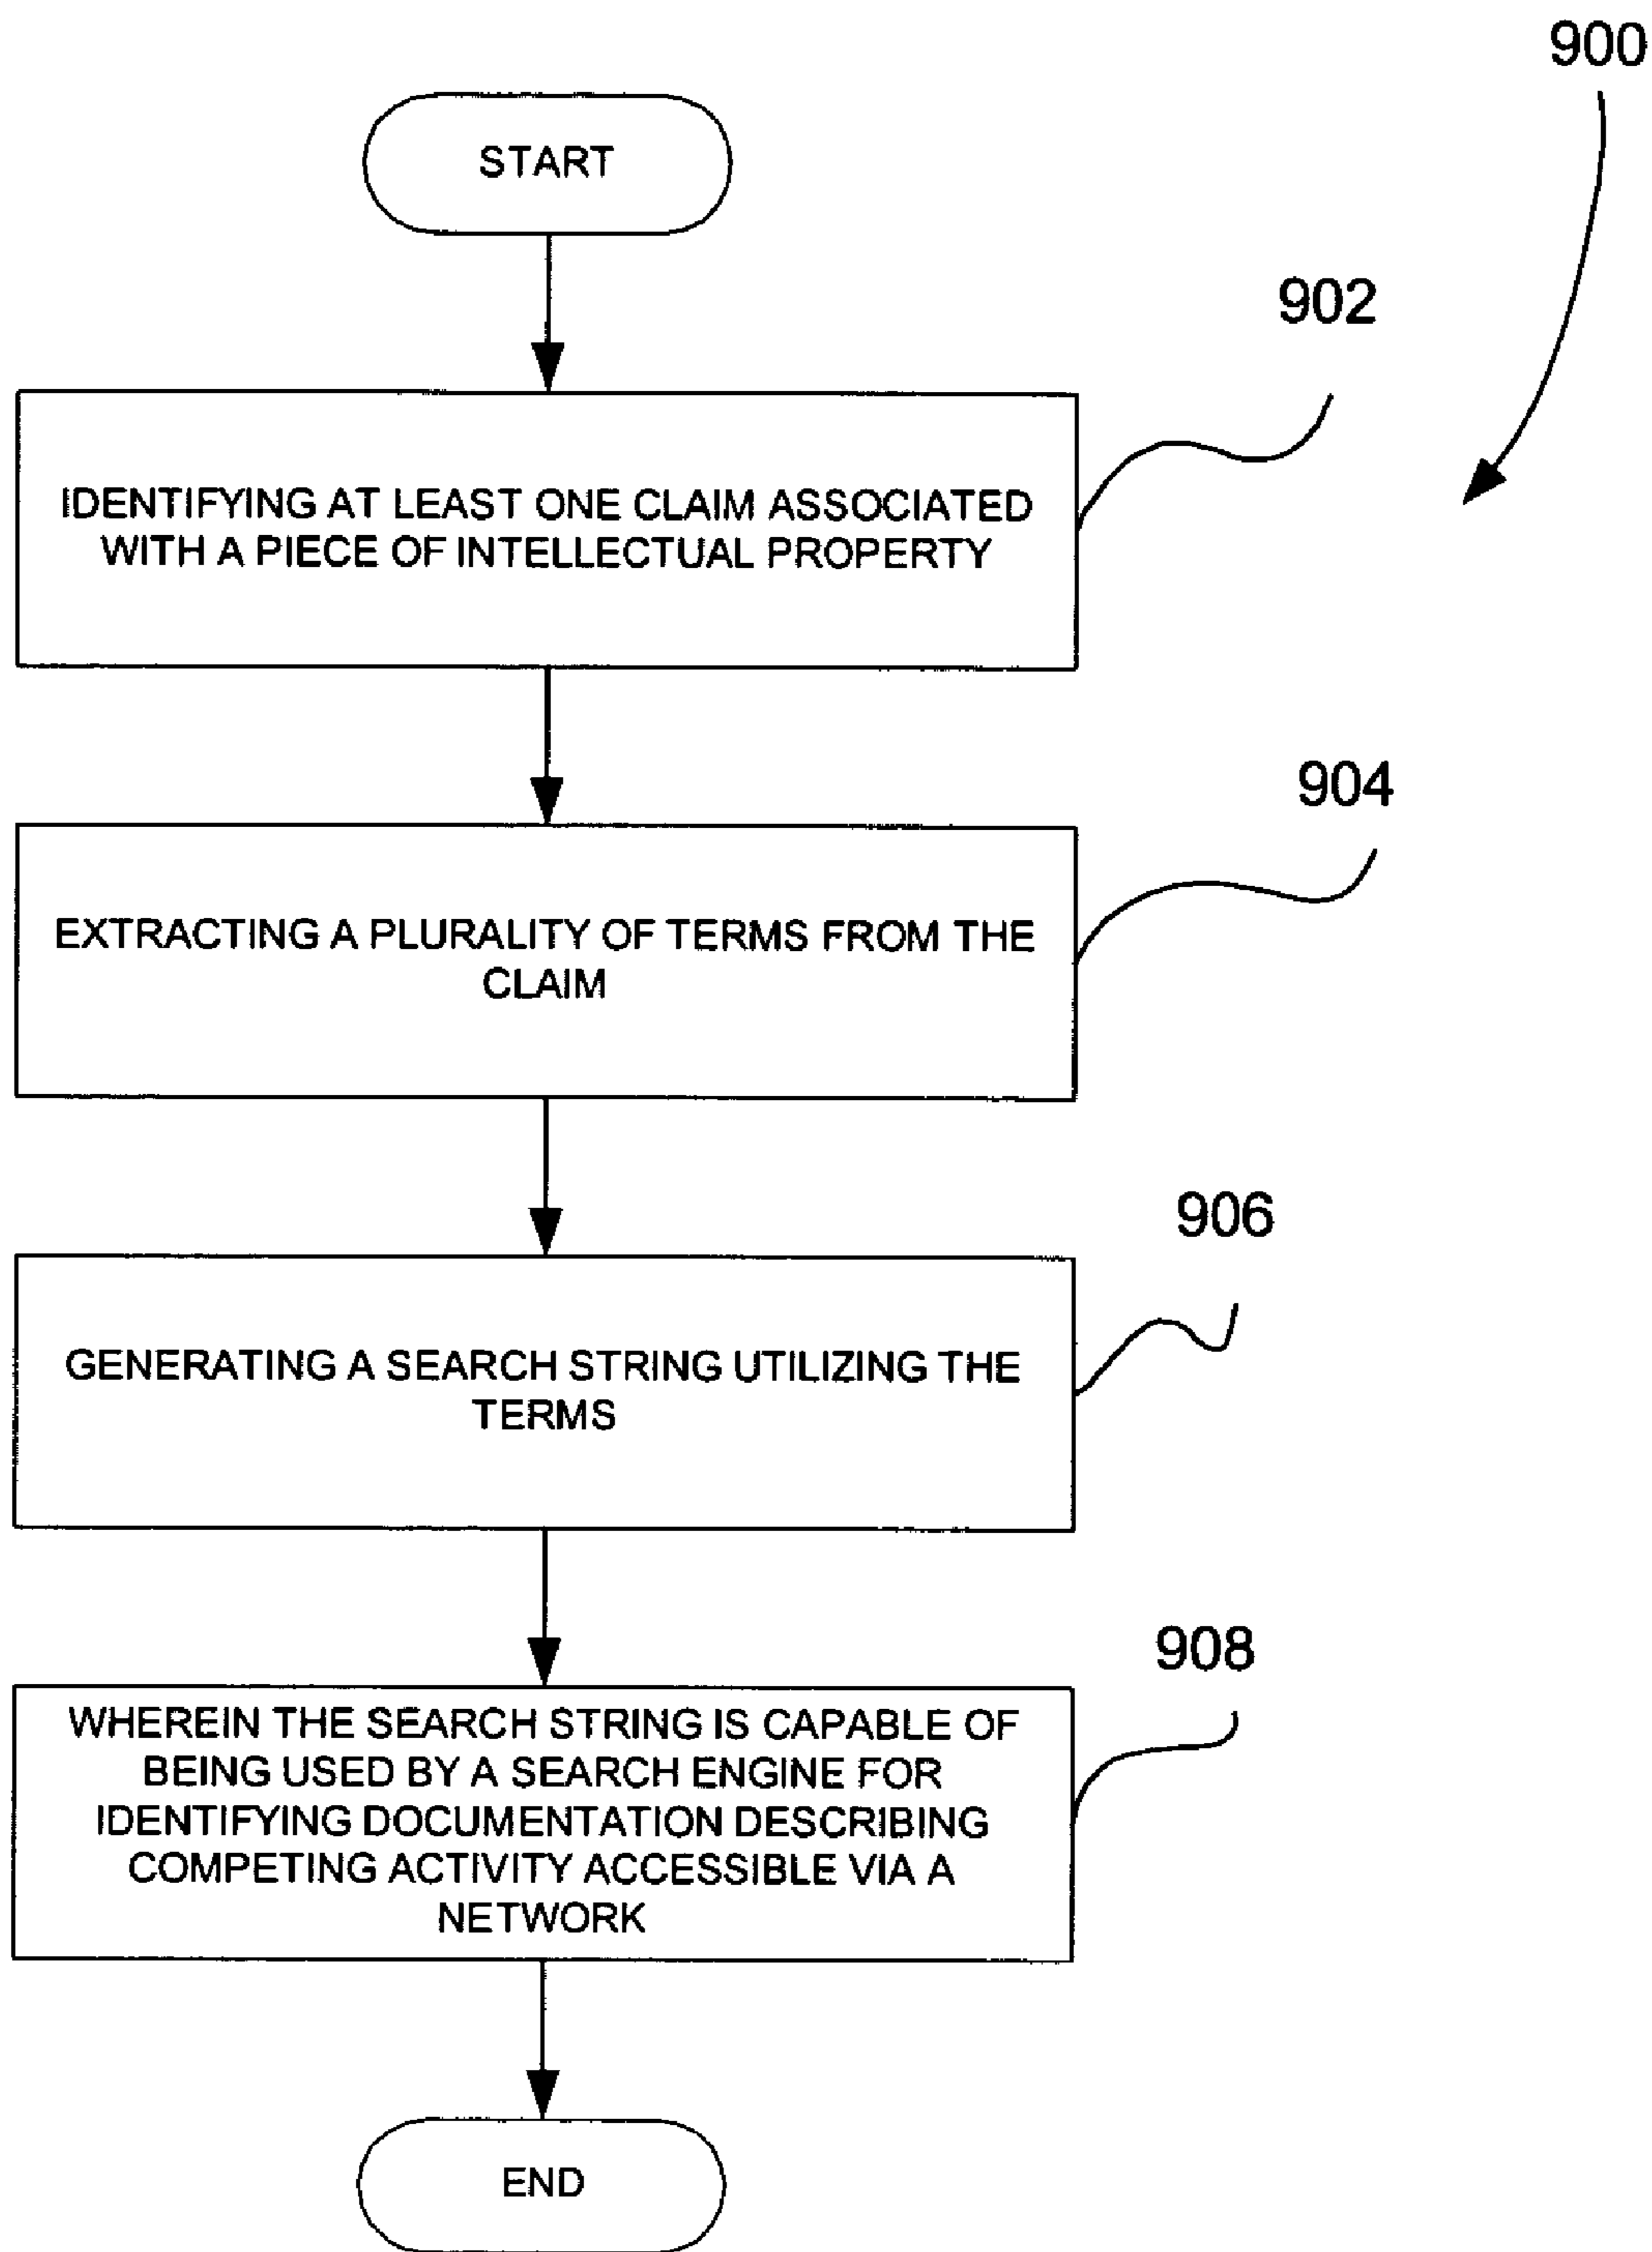 900
START
902
IDENTIFYING AT LEAST ONE CLAIM ASSOCIATED
WITH A PIECE OF INTELLECTUAL PROPERTY
904
EXTRACTING A PLURALITY OF TERMS FROM THE
CLAIM
906
GENERATING A SEARCH STRING UTILIZING THE
TERMS
908
WHEREIN THE SEARCH STRING IS CAPABLE OF
BEING USED BY A SEARCH ENGINE FOR
IDENTIFYING DOCUMENTATION DESCRIBING
COMPETING ACTIVITY ACCESSIBLE VIA A
NETWORK
END